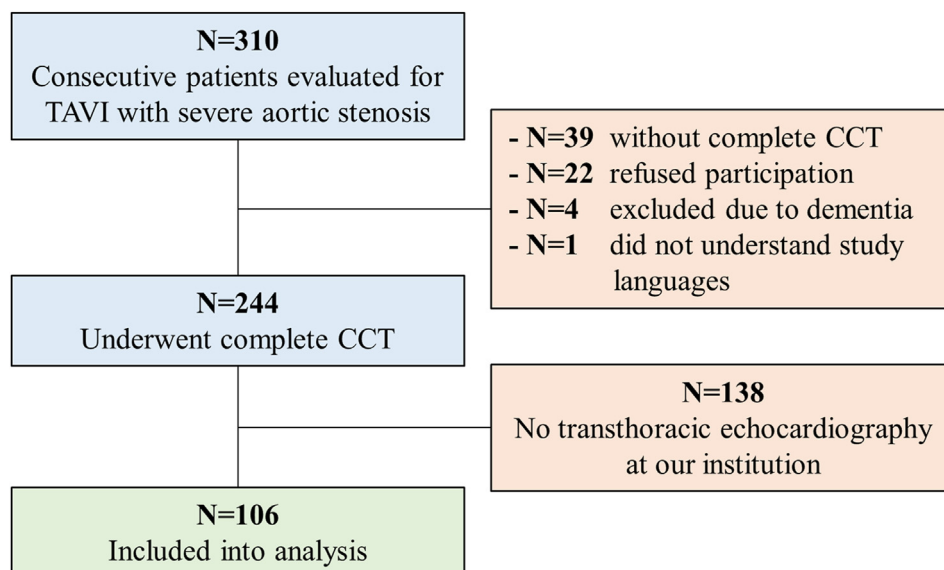 N=310
Consecutive patients evaluated for
TAVI with severe aortic stenosis
- N=39 without complete CCT
- N=22 refused participation
- N=4 excluded due to dementia
- N=1 did not understand study
languages
N=244
Underwent complete CCT
N=138
No transthoracic echocardiography
at our institution
N=106
Included into analysis